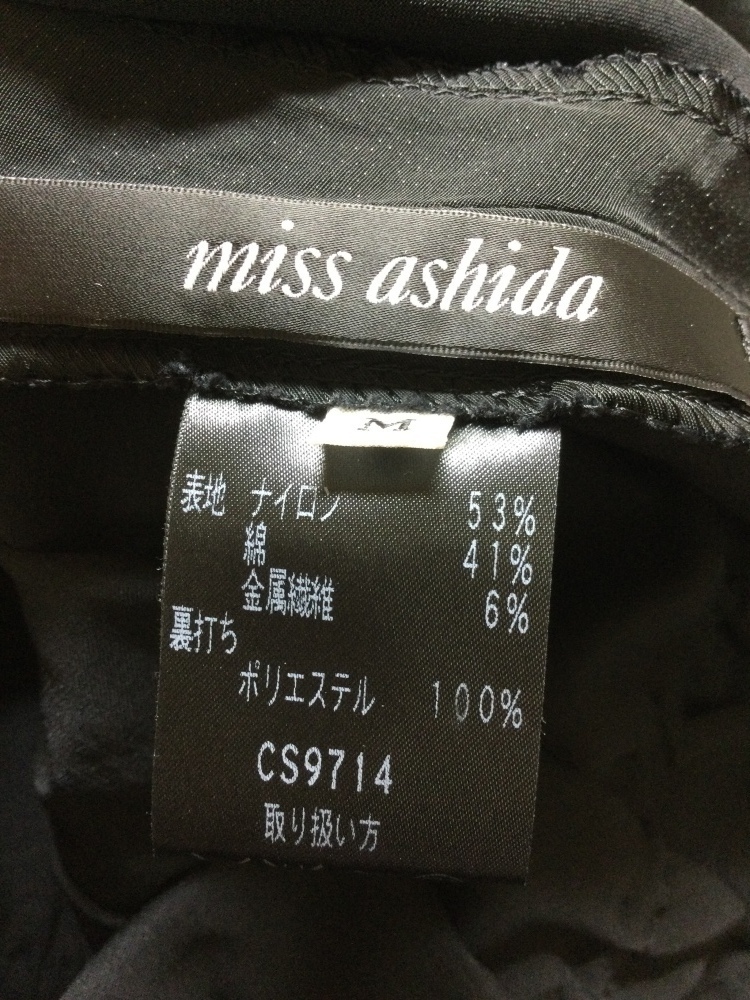 miss ashida
M
表地 ナイロン 53%
綿 41%
金属繊維 6%
裏打ち
ポリエステル 100%
CS9714
取り扱い方